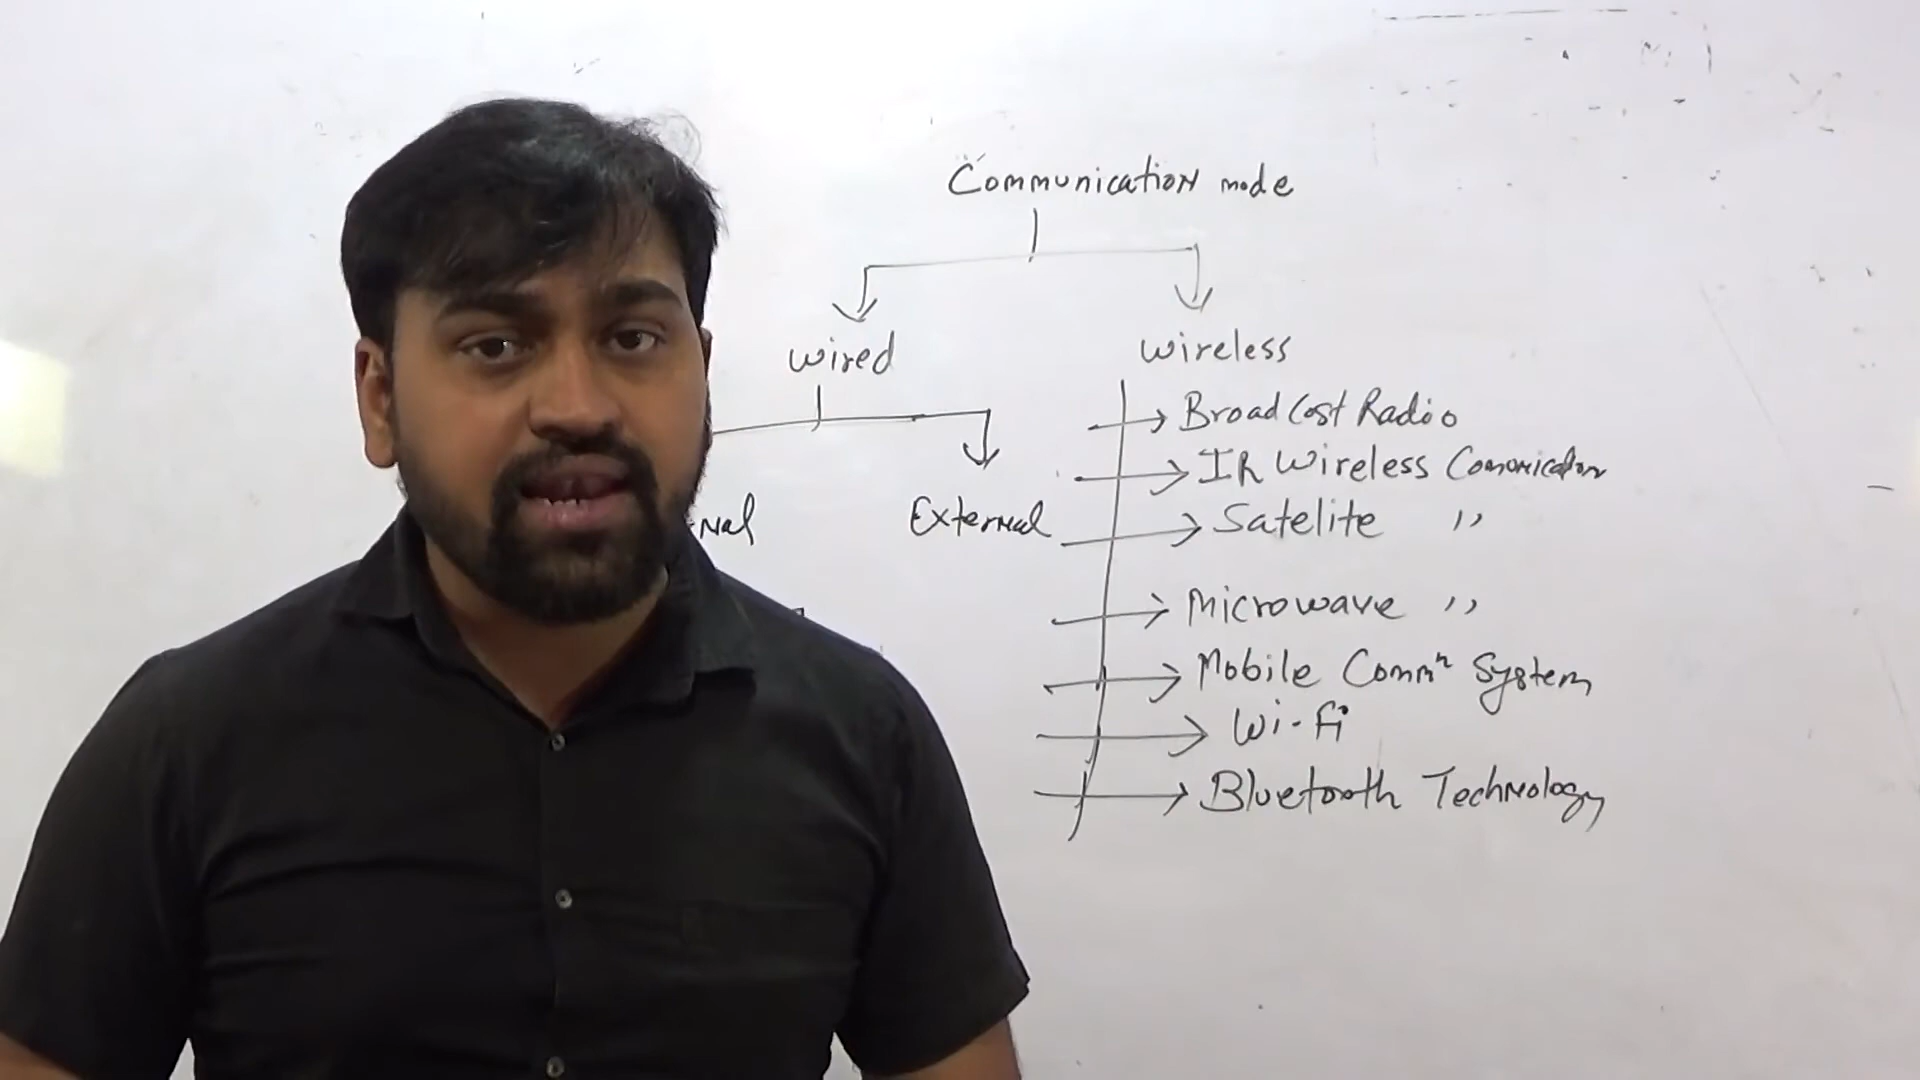 Communication mode
wired
wireless
BroadCast Radio
IR Wireless Comonication
Satelite ,,
Microwave ,,
Mobile Commⁿ System
Wi-fi
Bluetooth Technology
nal
External